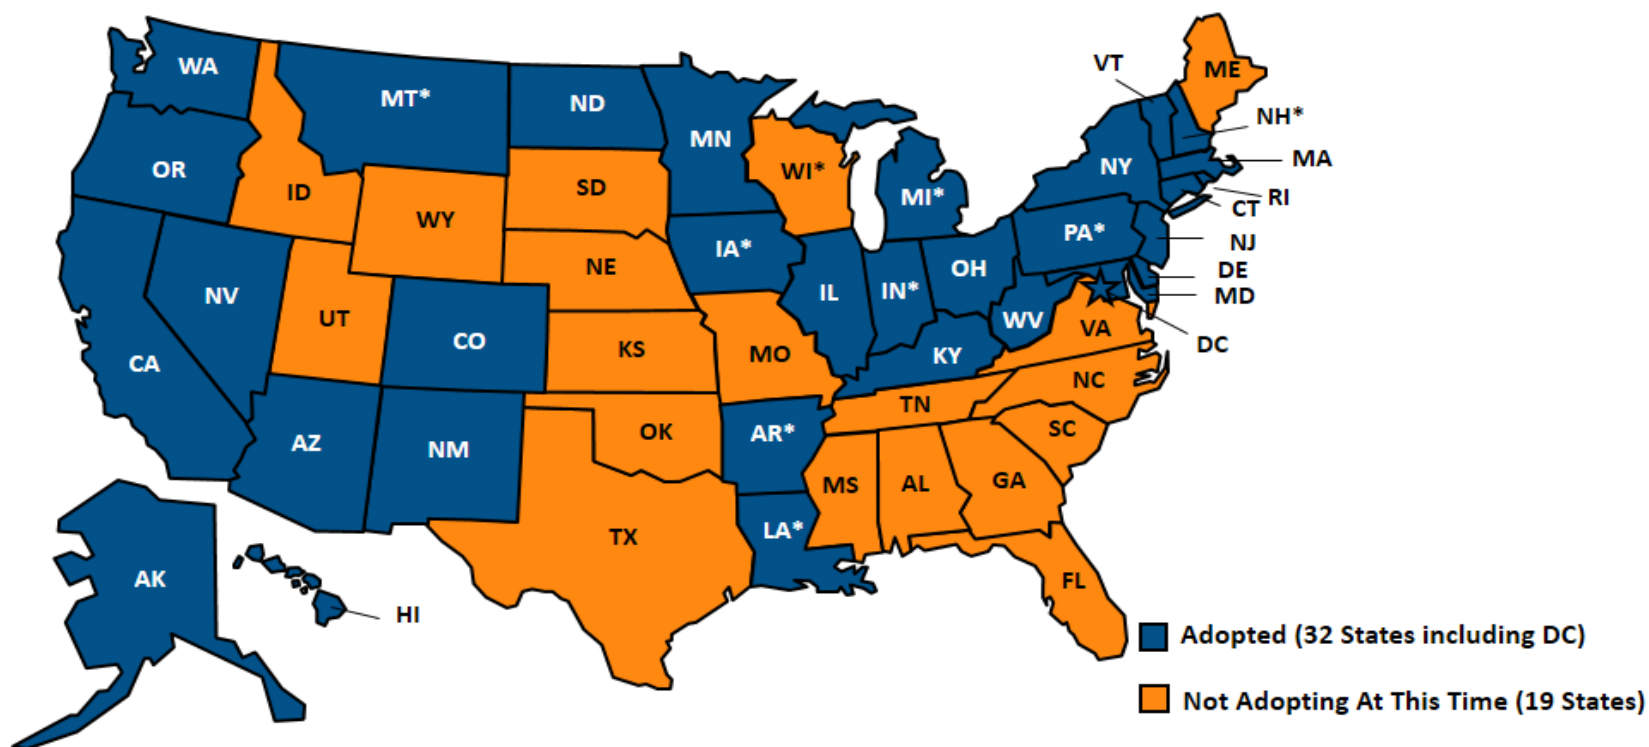 WA
MT*
ND
MN
OR
ID
WY
SD
WI*
MI*
VT
ME
NH*
MA
NY
RI
CT
NJ
PA*
DE
MD
DC
IA*
NE
NV
UT
CO
CA
KS
MO
IL
IN*
OH
WV
VA
KY
NC
TN
SC
AZ
NM
OK
AR*
MS
AL
GA
TX
LA*
FL
AK
HI
Adopted (32 States including DC)
Not Adopting At This Time (19 States)